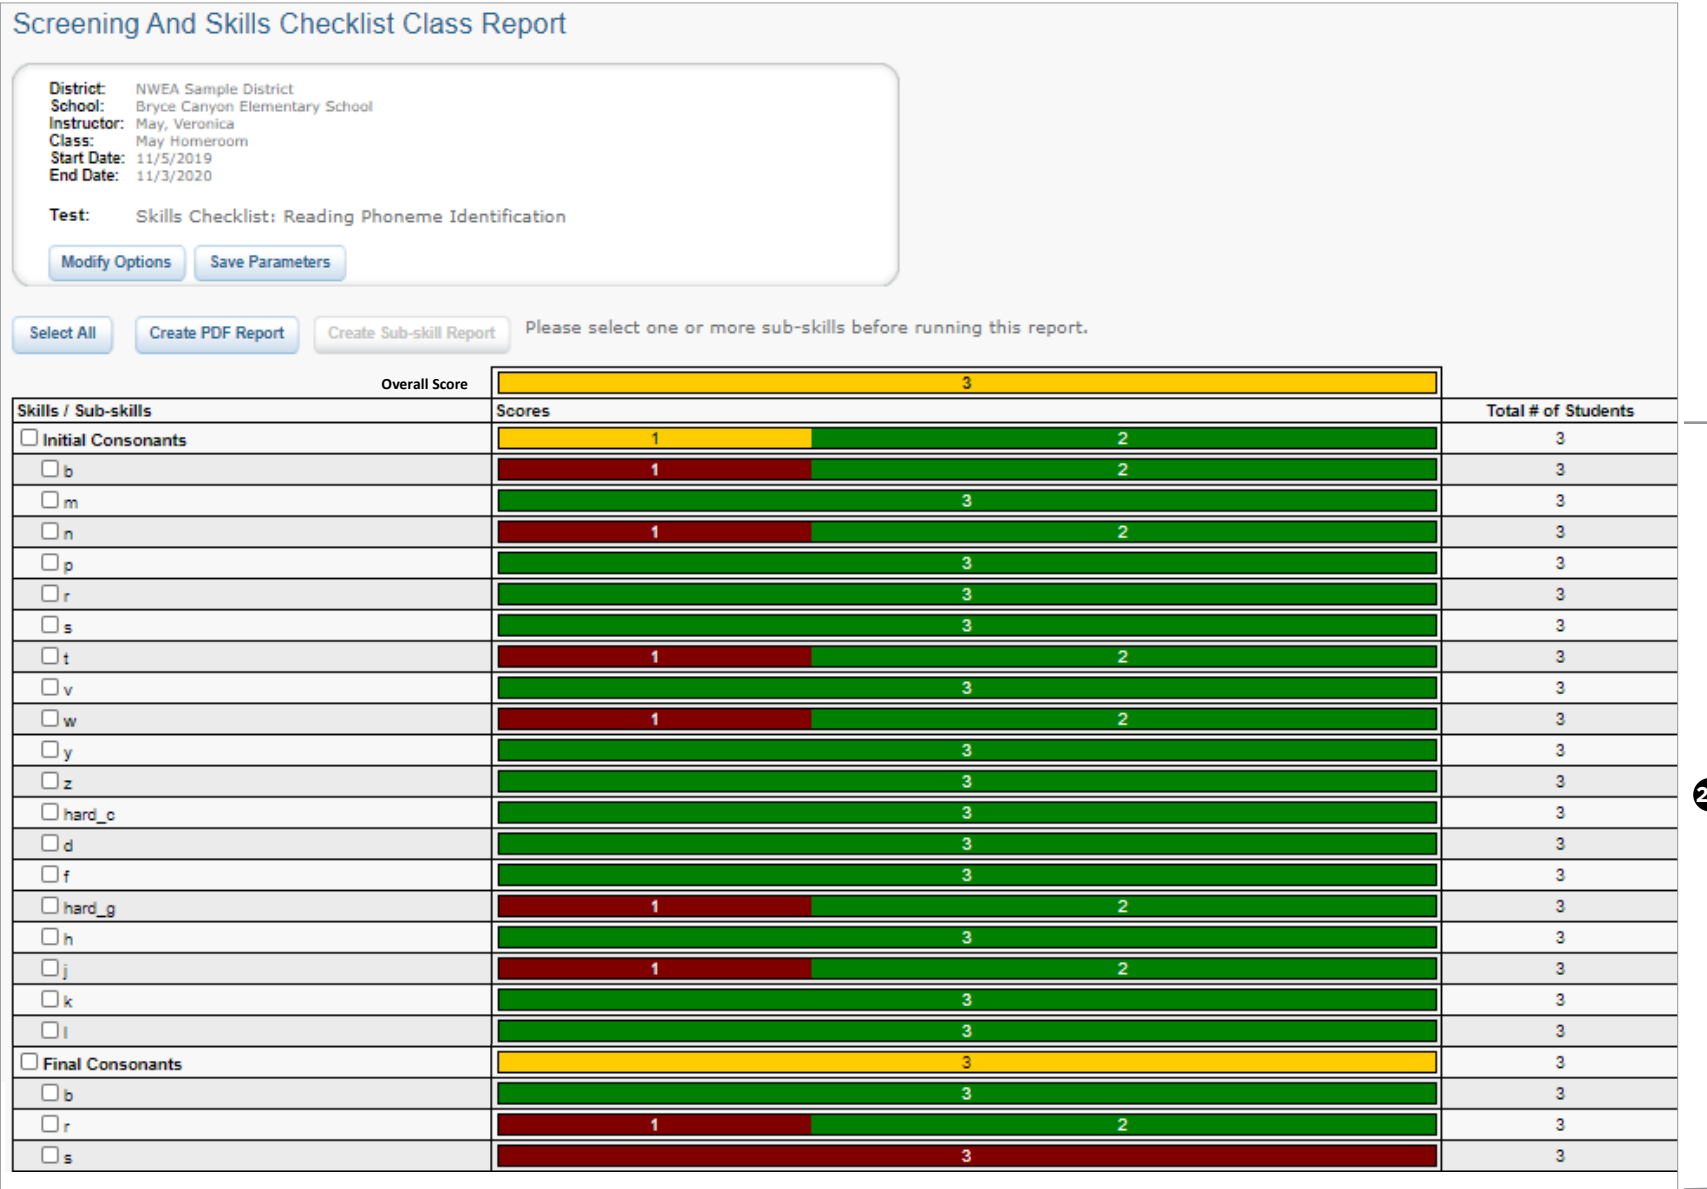 Screening And Skills Checklist Class Report
District: NWEA Sample District
School: Bryce Canyon Elementary School
Instructor: May, Veronica
Class: May Homeroom
Start Date: 11/5/2019
End Date: 11/3/2020
Test: Skills Checklist: Reading Phoneme Identification
Modify Options Save Parameters
Select All Create PDF Report Create Sub-skill Report Please select one or more sub-skills before running this report.
Overall Score 3
Skills / Sub-skills Scores Total # of Students
Initial Consonants 1 2 3
b 1 2 3
m 3 3
n 1 2 3
p 3 3
r 3 3
s 3 3
t 1 2 3
v 3 3
w 1 2 3
y 3 3
z 3 3
hard_c 3 3
d 3 3
f 3 3
hard_g 1 2 3
h 3 3
j 1 2 3
k 3 3
l 3 3
Final Consonants 3 3
b 3 3
r 1 2 3
s 3 3
2